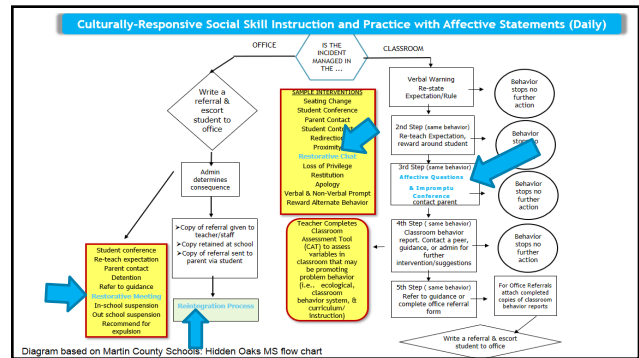 Culturally-Responsive Social Skill Instruction and Practice with Affective Statements (Daily)
OFFICE
IS THE
INCIDENT
MANAGED IN
THE ...
CLASSROOM
Write a
referral &
escort
student to
office
Admin
determines
consequence
➢Copy of referral given to
teacher/staff
➢Copy retained at school
➢Copy of referral sent to
parent via student
Student conference
Re-teach expectation
Parent contact
Detention
Refer to guidance
Restorative Meeting
In-school suspension
Out school suspension
Recommend for
expulsion
Reintegration Process
SAMPLE INTERVENTIONS
Seating Change
Student Conference
Parent Contact
Student
Redirection
Proximity
Restorative Chat
Loss of Privilege
Restitution
Apology
Verbal & Non-Verbal Prompt
Reward Alternate Behavior
Teacher Completes
Classroom
Assessment Tool
(CAT) to assess
variables in
classroom that may
be promoting
problem behavior
(i.e., ecological,
classroom
behavior system, &
curriculum/
instruction)
Verbal Warning
Re-state
Expectation/Rule
Behavior
stops no
further
action
2nd Step (same behavior)
Re-teach Expectation,
reward around student
Behavior
stops no
further
action
3rd Step (same behavior)
Affective Questions
& Impromptu
Conference
contact parent
Behavior
stops no
further
action
4th Step ( same behavior)
Classroom behavior
report. Contact a peer,
guidance, or admin for
further
intervention/suggestions
Behavior
stops no
further
action
5th Step ( same behavior)
Refer to guidance or
complete office referral
form
For Office Referrals
attach completed
copies of classroom
behavior reports
Write a referral & escort
student to office
Diagram based on Martin County Schools: Hidden Oaks MS flow chart